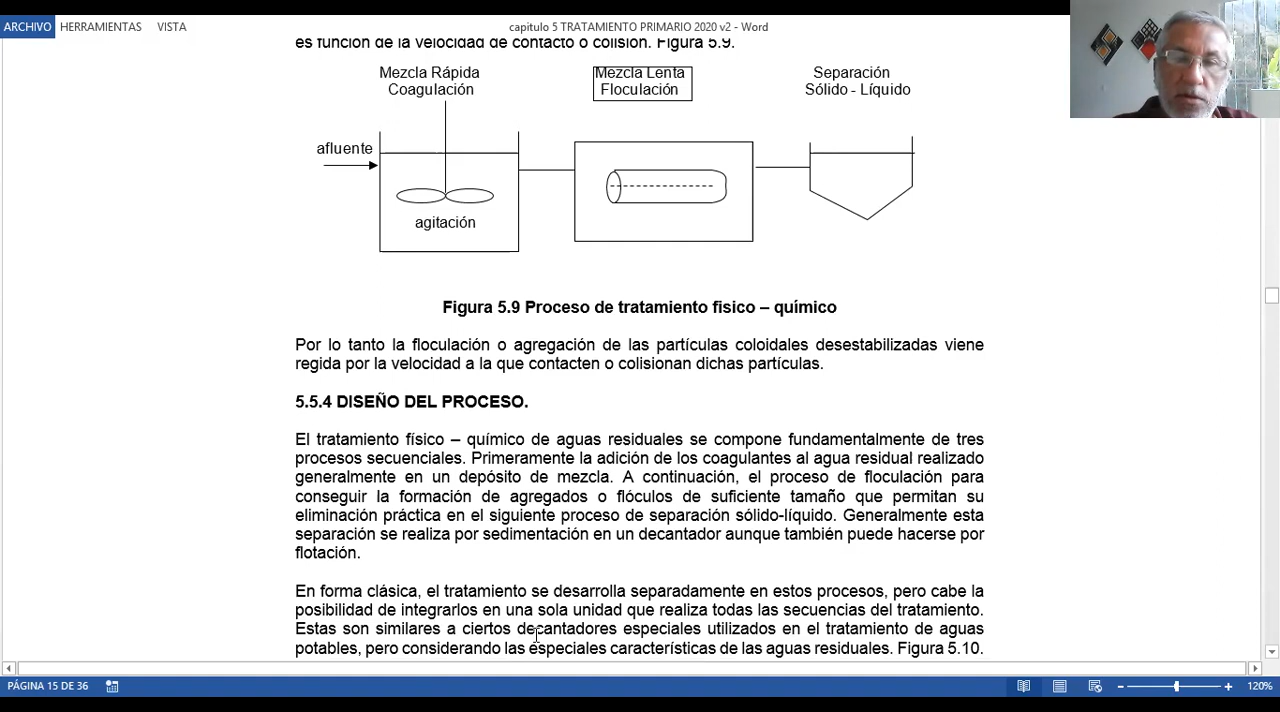 ARCHIVO HERRAMIENTAS VISTA
capitulo 5 TRATAMIENTO PRIMARIO 2020 v2 - Word
es función de la velocidad de contacto o colisión. Figura 5.9.
Mezcla Rápida
Coagulación
Mezcla Lenta
Floculación
Separación
Sólido - Líquido
afluente
agitación
Figura 5.9 Proceso de tratamiento fisico – químico
Por lo tanto la floculación o agregación de las partículas coloidales desestabilizadas viene
regida por la velocidad a la que contacten o colisionan dichas partículas.
5.5.4 DISEÑO DEL PROCESO.
El tratamiento físico – químico de aguas residuales se compone fundamentalmente de tres
procesos secuenciales. Primeramente la adición de los coagulantes al agua residual realizado
generalmente en un depósito de mezcla. A continuación, el proceso de floculación para
conseguir la formación de agregados o flóculos de suficiente tamaño que permitan su
eliminación práctica en el siguiente proceso de separación sólido-líquido. Generalmente esta
separación se realiza por sedimentación en un decantador aunque también puede hacerse por
flotación.
En forma clásica, el tratamiento se desarrolla separadamente en estos procesos, pero cabe la
posibilidad de integrarlos en una sola unidad que realiza todas las secuencias del tratamiento.
Estas son similares a ciertos decantadores especiales utilizados en el tratamiento de aguas
potables, pero considerando las especiales características de las aguas residuales. Figura 5.10.
PÁGINA 15 DE 36
120%